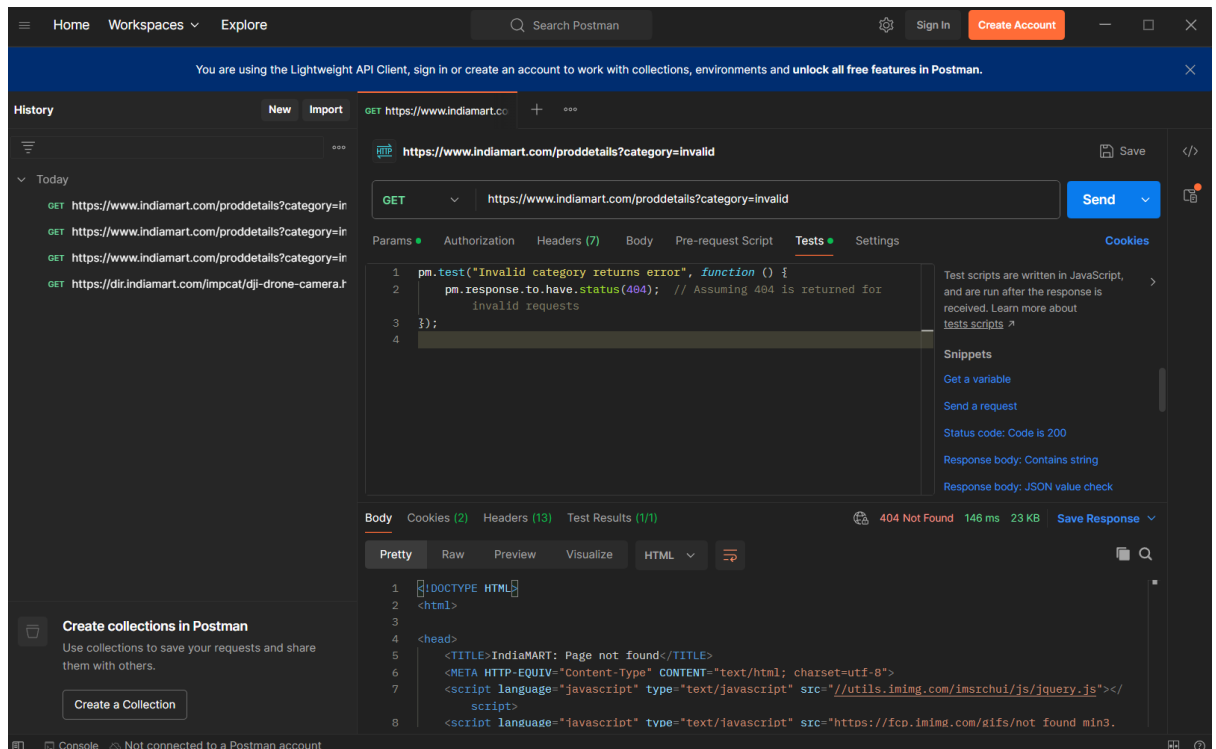 Home Workspaces Explore Search Postman Sign In Create Account
You are using the Lightweight API Client, sign in or create an account to work with collections, environments and unlock all free features in Postman.
History New Import
Today
GET https://www.indiamart.com/proddetails?category=in
GET https://www.indiamart.com/proddetails?category=in
GET https://www.indiamart.com/proddetails?category=in
GET https://dir.indiamart.com/impcat/dji-drone-camera.h
Create collections in Postman
Use collections to save your requests and share
them with others.
Create a Collection
GET https://www.indiamart.co
HTTP https://www.indiamart.com/proddetails?category=invalid Save
GET https://www.indiamart.com/proddetails?category=invalid Send
Params Authorization Headers (7) Body Pre-request Script Tests Settings Cookies
1 pm.test("Invalid category returns error", function () {
2 pm.response.to.have.status(404); // Assuming 404 is returned for
invalid requests
3 });
4
Test scripts are written in JavaScript,
and are run after the response is
received. Learn more about
tests scripts ↗
Snippets
Get a variable
Send a request
Status code: Code is 200
Response body: Contains string
Response body: JSON value check
Body Cookies (2) Headers (13) Test Results (1/1) 404 Not Found 146 ms 23 KB Save Response
Pretty Raw Preview Visualize HTML
1 <!DOCTYPE HTML>
2 <html>
3
4 <head>
5 <TITLE>IndiaMART: Page not found</TITLE>
6 <META HTTP-EQUIV="Content-Type" CONTENT="text/html; charset=utf-8">
7 <script language="javascript" type="text/javascript" src="//utils.imimg.com/imsrchui/js/jquery.js"></
script>
8 <script language="javascript" type="text/javascript" src="https://fcp.imimg.com/gifs/not_found_min3.
Console Not connected to a Postman account